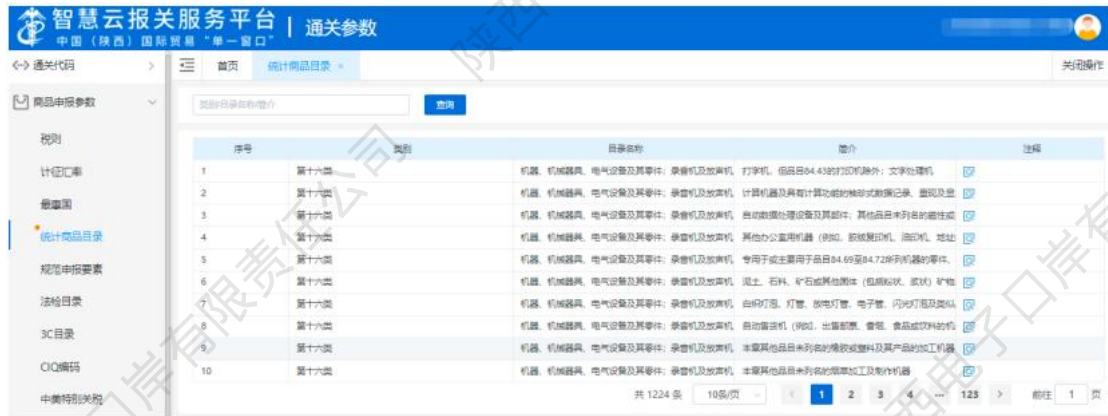 智慧云报关服务平台 | 通关参数
中国（陕西）国际贸易“单一窗口”
通关代码
首页 统计商品目录 × 关闭操作
商品申报参数
类别/目录名称/简介 查询
税则
计征汇率
最惠国
统计商品目录
规范申报要素
法检目录
3C目录
CIQ编码
中美特别关税
序号 类别 目录名称 简介 注释
1 第十六类 机器、机械器具、电气设备及其零件；录音机及放声机 打字机，但品目84.43的打印机除外；文字处理机
2 第十六类 机器、机械器具、电气设备及其零件；录音机及放声机 计算机器及具有计算功能的袖珍式数据记录、重现及显
3 第十六类 机器、机械器具、电气设备及其零件；录音机及放声机 自动数据处理设备及其部件；其他品目未列名的磁性或
4 第十六类 机器、机械器具、电气设备及其零件；录音机及放声机 其他办公室用机器（例如，胶版复印机、油印机、地址
5 第十六类 机器、机械器具、电气设备及其零件；录音机及放声机 专用于或主要用于品目84.69至84.72所列机器的零件、
6 第十六类 机器、机械器具、电气设备及其零件；录音机及放声机 泥土、石料、矿石或其他固体（包括粉状、浆状）矿物
7 第十六类 机器、机械器具、电气设备及其零件；录音机及放声机 白炽灯泡、灯管、放电灯管、电子管、闪光灯泡及类似
8 第十六类 机器、机械器具、电气设备及其零件；录音机及放声机 自动售货机（例如，出售邮票、香烟、食品或饮料的机
9 第十六类 机器、机械器具、电气设备及其零件；录音机及放声机 本章其他品目未列名的橡胶或塑料及其产品的加工机器
10 第十六类 机器、机械器具、电气设备及其零件；录音机及放声机 本章其他品目未列名的烟草加工及制作机器
共 1224 条 10条/页 < 1 2 3 4 ... 123 > 前往 1 页